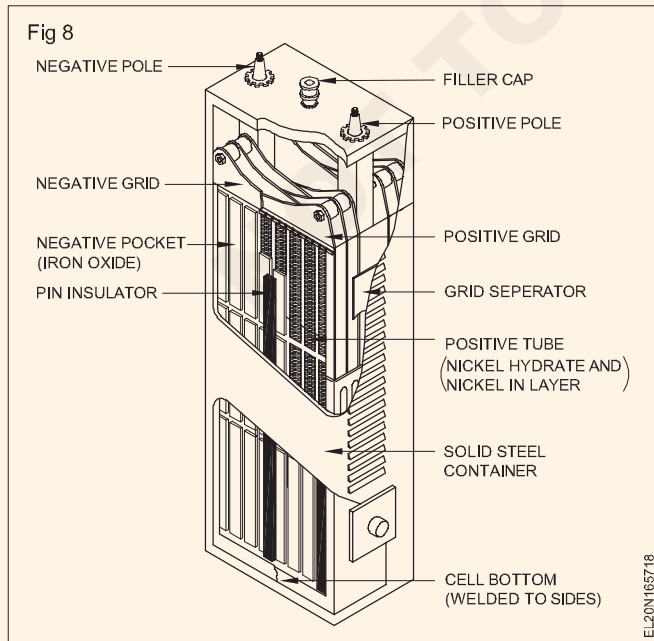 Fig 8
NEGATIVE POLE
FILLER CAP
POSITIVE POLE
NEGATIVE GRID
POSITIVE GRID
NEGATIVE POCKET
(IRON OXIDE)
PIN INSULATOR
GRID SEPERATOR
POSITIVE TUBE
(NICKEL HYDRATE AND
NICKEL IN LAYER)
SOLID STEEL
CONTAINER
CELL BOTTOM
(WELDED TO SIDES)
EL20N165718